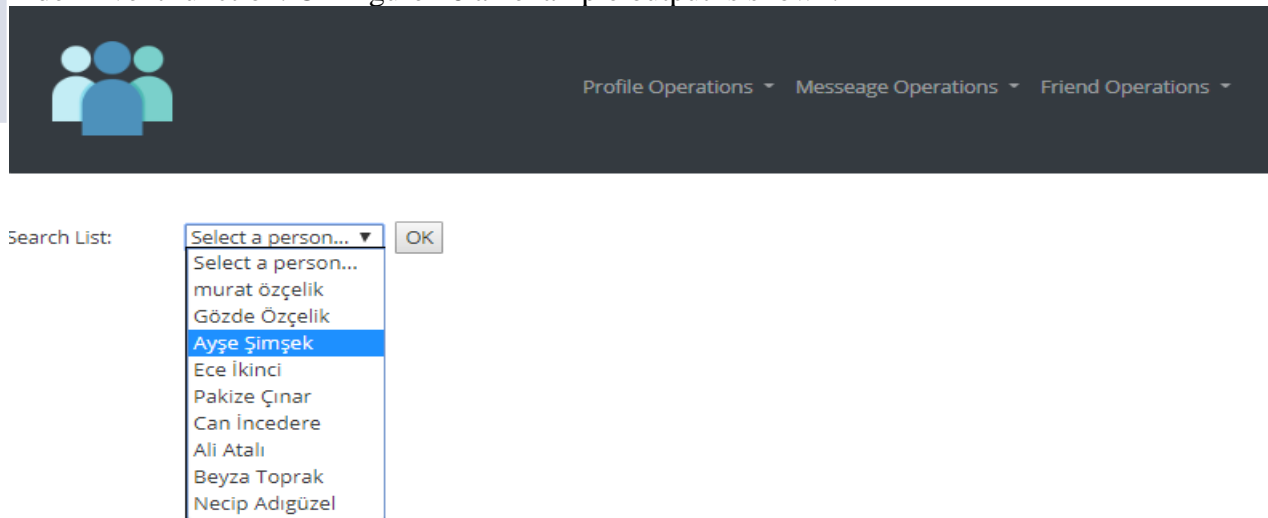 Profile Operations Messeage Operations Friend Operations
Search List: Select a person... OK
Select a person...
murat özçelik
Gözde Özçelik
Ayşe Şimşek
Ece İkinci
Pakize Çınar
Can İncedere
Ali Atalı
Beyza Toprak
Necip Adıgüzel